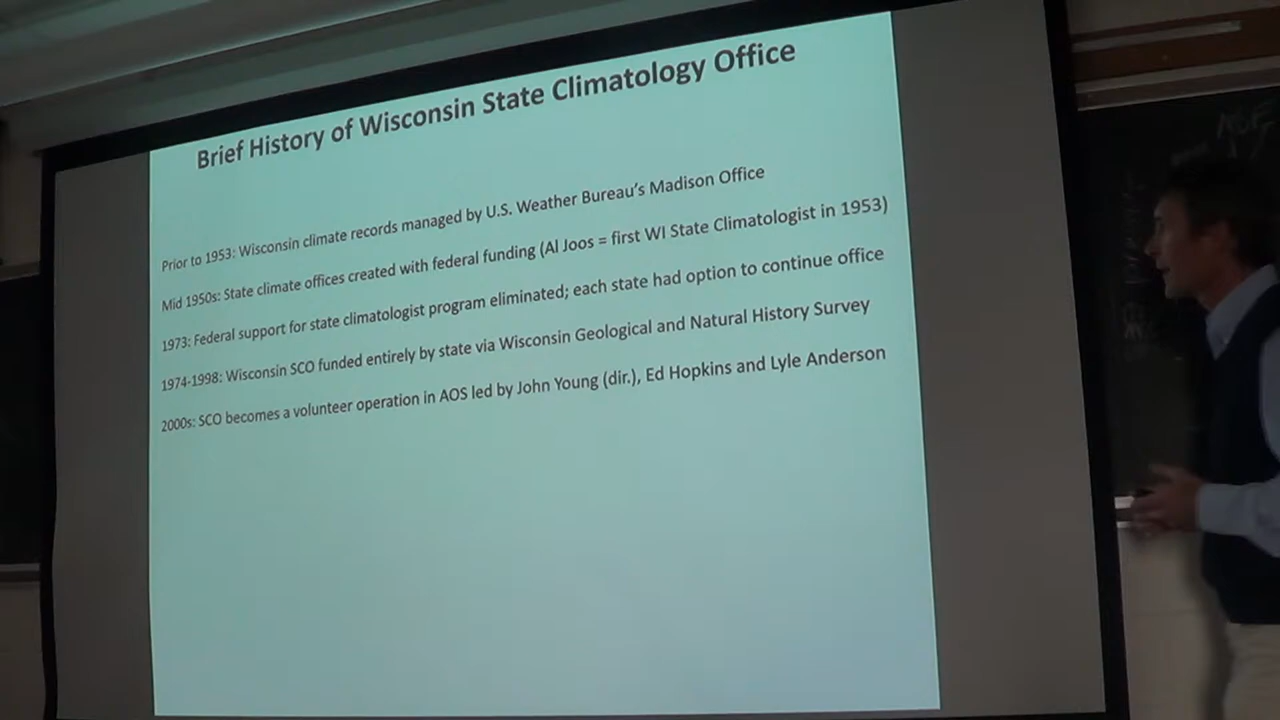 Brief History of Wisconsin State Climatology Office
Prior to 1953: Wisconsin climate records managed by U.S. Weather Bureau's Madison Office
Mid 1950s: State climate offices created with federal funding (Al Joos = first WI State Climatologist in 1953)
1973: Federal support for state climatologist program eliminated; each state had option to continue office
1974-1998: Wisconsin SCO funded entirely by state via Wisconsin Geological and Natural History Survey
2000s: SCO becomes a volunteer operation in AOS led by John Young (dir.), Ed Hopkins and Lyle Anderson